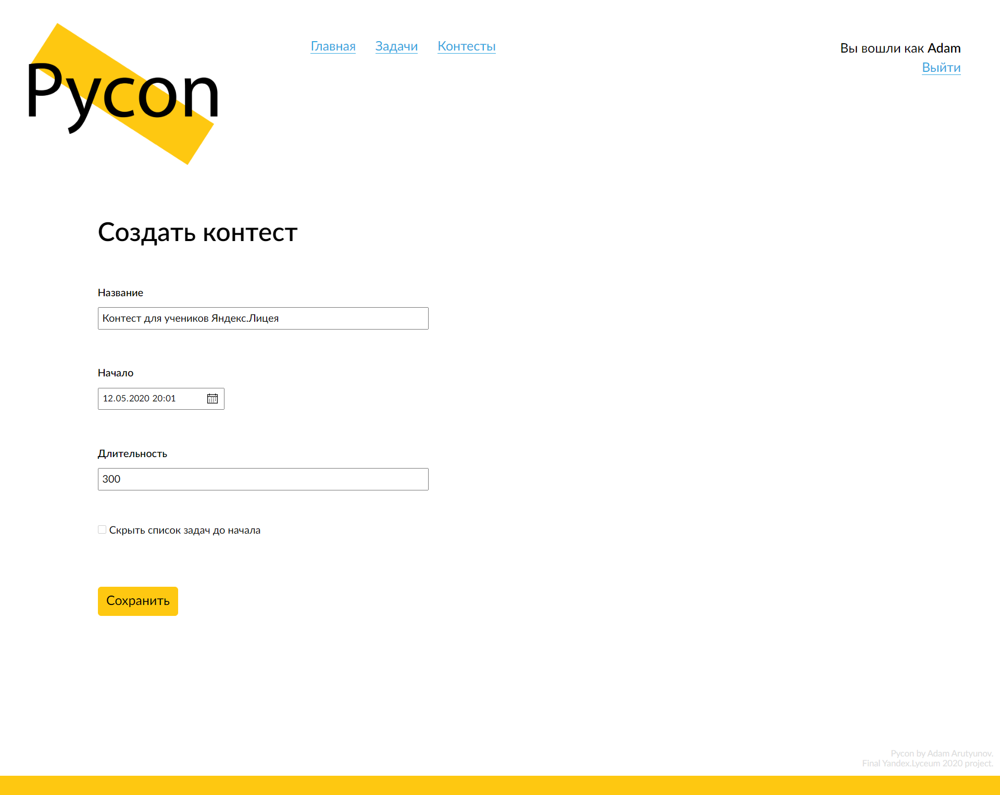 Pycon
Главная Задачи Контесты
Вы вошли как Adam
Выйти
Создать контест
Название
Контест для учеников Яндекс.Лицея
Начало
12.05.2020 20:01
Длительность
300
Скрыть список задач до начала
Сохранить
Pycon by Adam Arutyunov.
Final Yandex.Lyceum 2020 project.